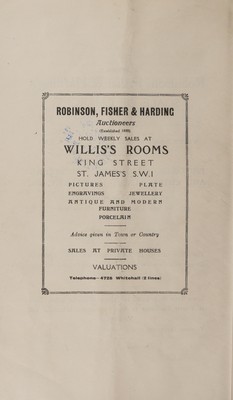 ROBINSON, FISHER & HARDING
Auctioneers
(Established 1830)
HOLD WEEKLY SALES AT
WILLIS'S ROOMS
KING STREET
ST. JAMES'S S.W.1
PICTURES PLATE
ENGRAVINGS JEWELLERY
ANTIQUE AND MODERN
FURNITURE
PORCELAIN
Advice given in Town or Country
SALES AT PRIVATE HOUSES
VALUATIONS
Telephone—4725 Whitehall (2 lines)